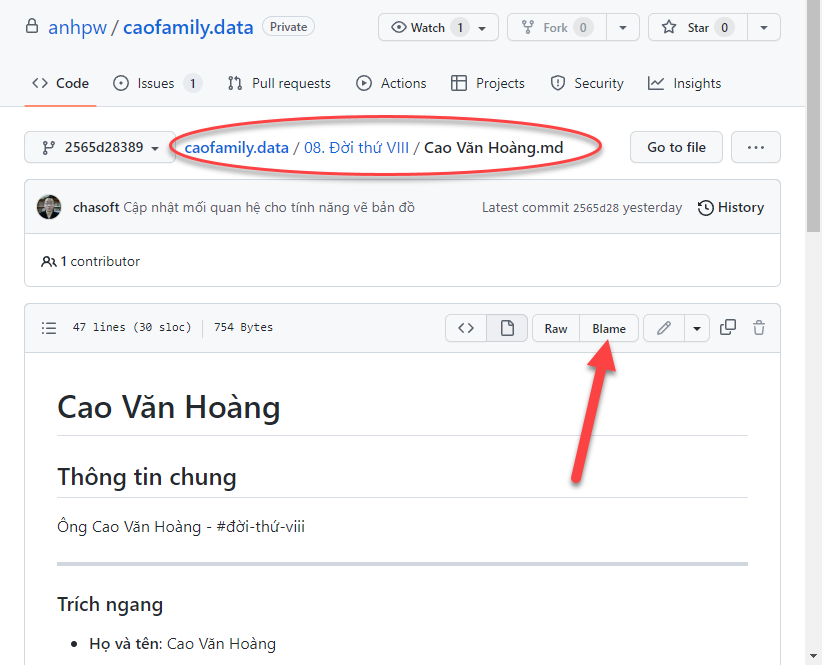 anhpw / caofamily.data Private Watch 1 Fork 0 Star 0
Code Issues 1 Pull requests Actions Projects Security Insights
2565d28389 caofamily.data / 08. Đời thứ VIII / Cao Văn Hoàng.md Go to file ...
chasoft Cập nhật mối quan hệ cho tính năng vẽ bản đồ Latest commit 2565d28 yesterday History
1 contributor
47 lines (30 sloc) 754 Bytes Raw Blame
Cao Văn Hoàng
Thông tin chung
Ông Cao Văn Hoàng - #đời-thứ-viii
Trích ngang
• Họ và tên: Cao Văn Hoàng